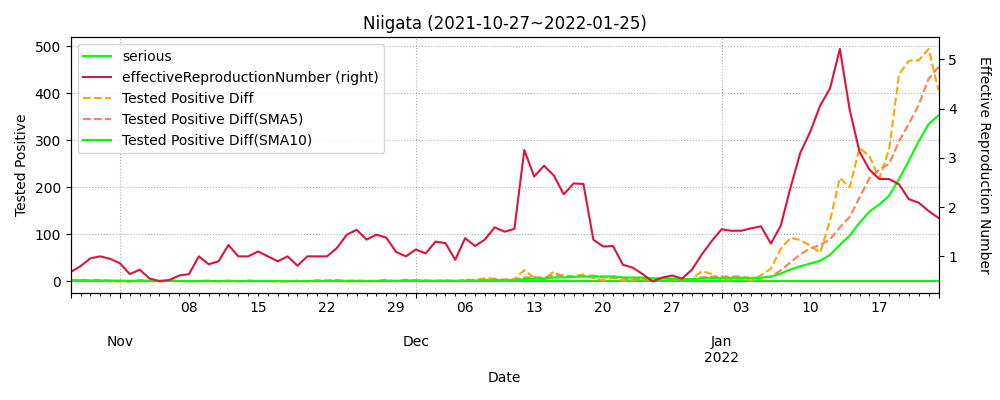 Niigata (2021-10-27~2022-01-25)
serious
effectiveReproductionNumber (right)
Tested Positive Diff
Tested Positive Diff(SMA5)
Tested Positive Diff(SMA10)
Tested Positive
500
400
300
200
100
0
5
4
3
2
1
Effective Reproduction Number
08 15 22 29 06 13 20 27 03 10 17
Nov Dec Jan
2022
Date